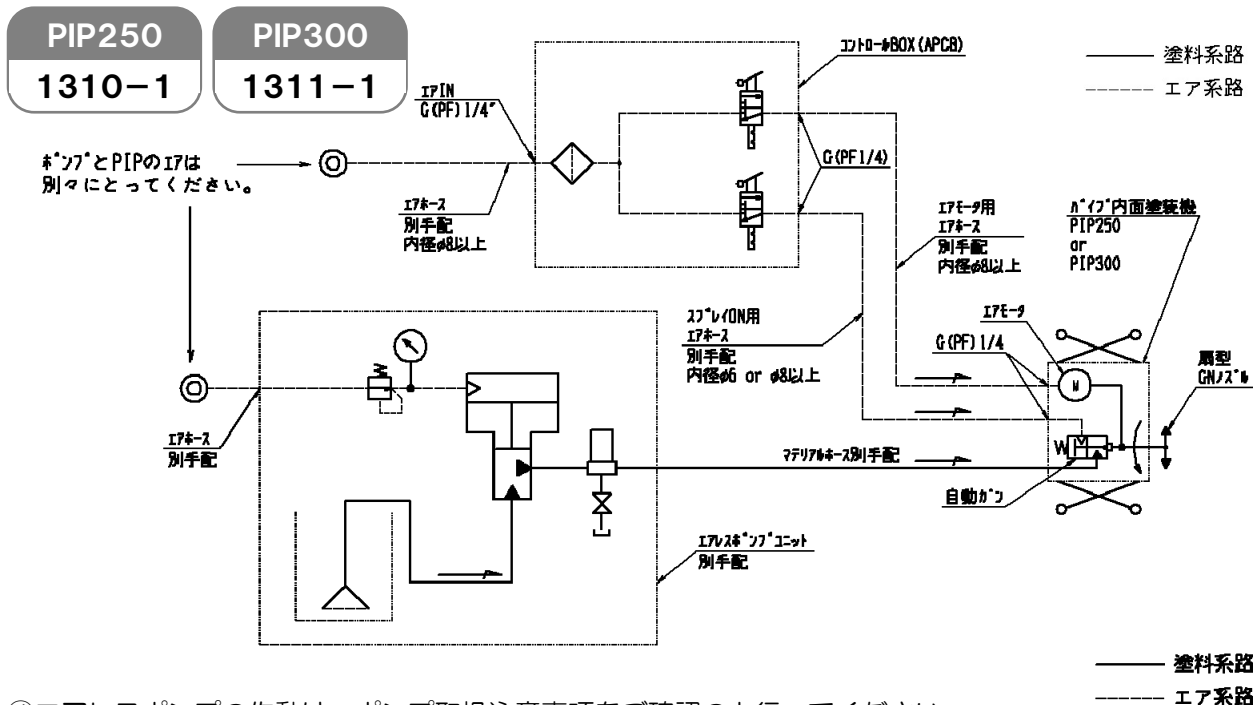 PIP250
1310-1
PIP300
1311-1
エアIN
G(PF)1/4"
コントロールBOX(APCB)
塗料系路
エア系路
ポンプとPIPのエアは
別々にとってください。
エアホース
別手配
内径φ8以上
G(PF1/4)
エアモータ用
エアホース
別手配
内径φ8以上
パイプ内面塗装機
PIP250
or
PIP300
スプレイON用
エアホース
別手配
内径φ6 or φ8以上
エアモータ
G(PF)1/4
M
扇型
GNノズル
エアホース
別手配
マテリアルホース別手配
自動ガン
エアレスポンプユニット
別手配
塗料系路
エア系路